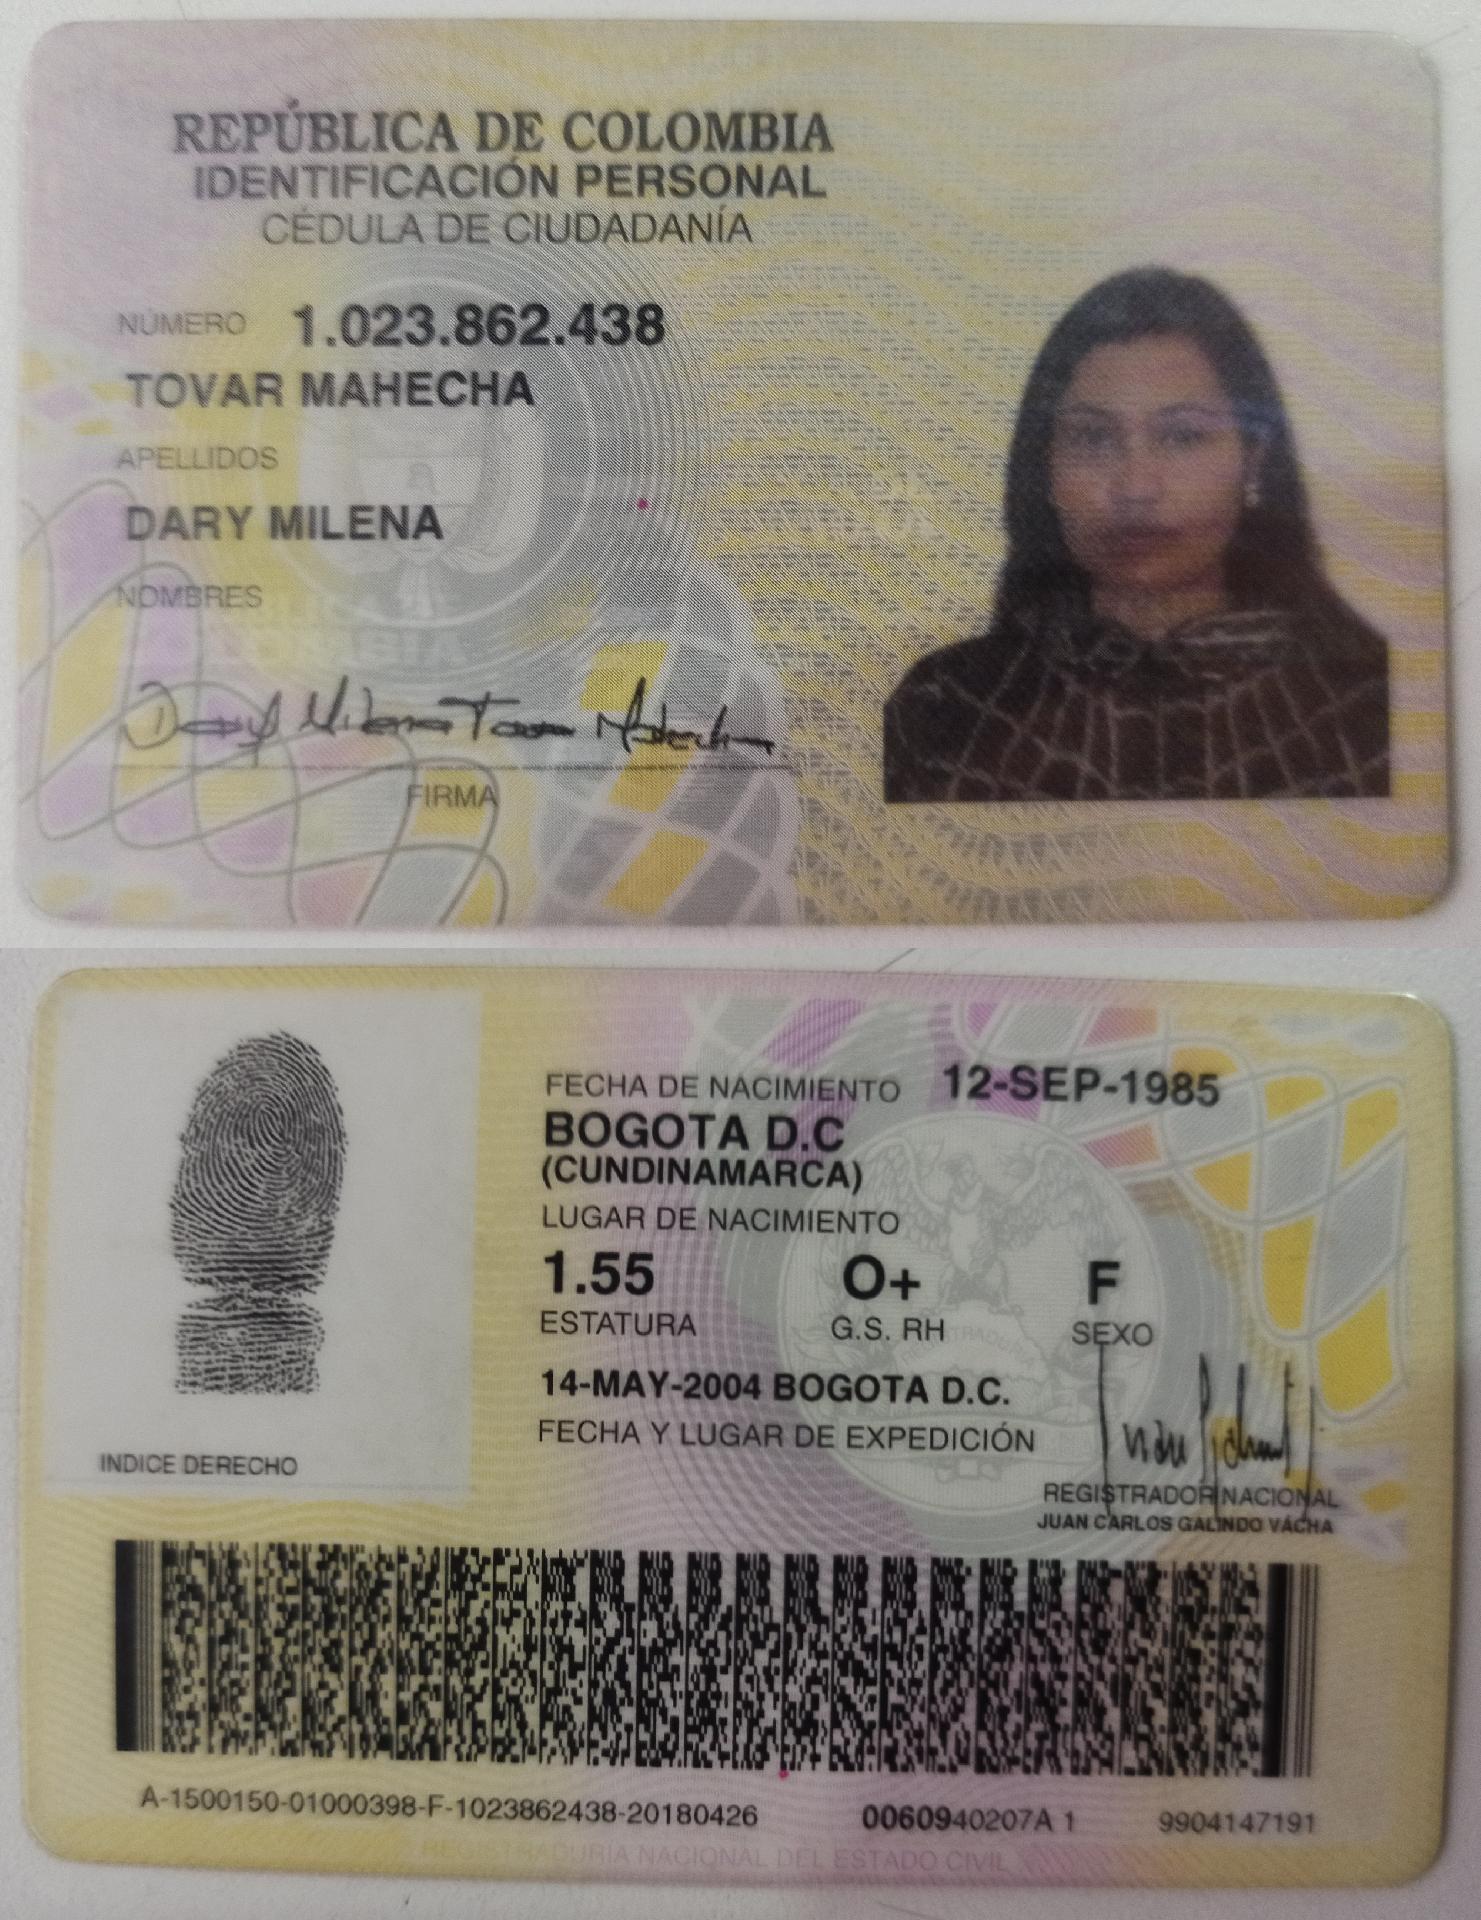 REPÚBLICA DE COLOMBIA
IDENTIFICACIÓN PERSONAL
CÉDULA DE CIUDADANÍA
NÚMERO 1.023.862.438
TOVAR MAHECHA
APELLIDOS
DARY MILENA
NOMBRES
Dary Milena Tovar Mahecha
FIRMA
FECHA DE NACIMIENTO 12-SEP-1985
BOGOTA D.C
(CUNDINAMARCA)
LUGAR DE NACIMIENTO
1.55 O+ F
ESTATURA G.S. RH SEXO
14-MAY-2004 BOGOTA D.C.
FECHA Y LUGAR DE EXPEDICIÓN
INDICE DERECHO
REGISTRADOR NACIONAL
JUAN CARLOS GALINDO VÁCHA
A-1500150-01000398-F-1023862438-20180426 0060940207A 1 9904147191
REGISTRADURIA NACIONAL DEL ESTADO CIVIL